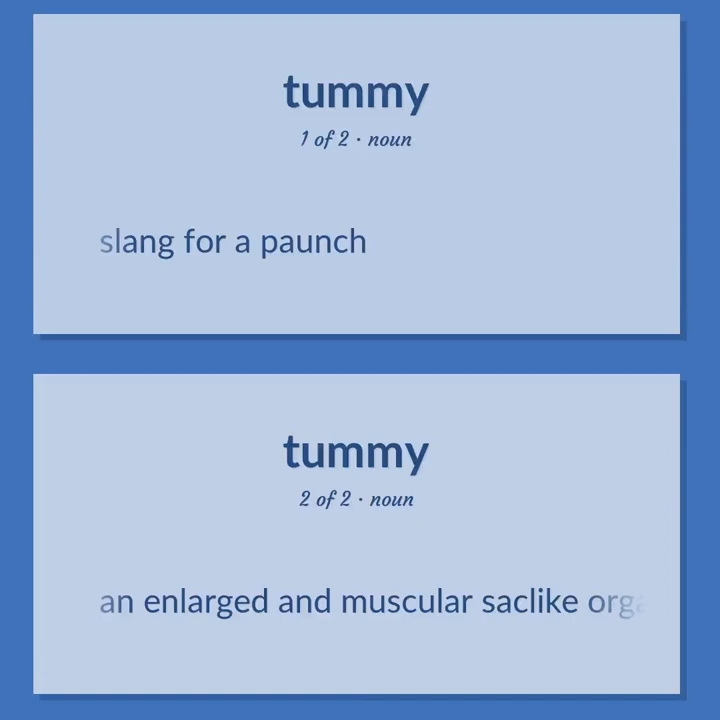 tummy
1 of 2 · noun
slang for a paunch
tummy
2 of 2 · noun
an enlarged and muscular saclike